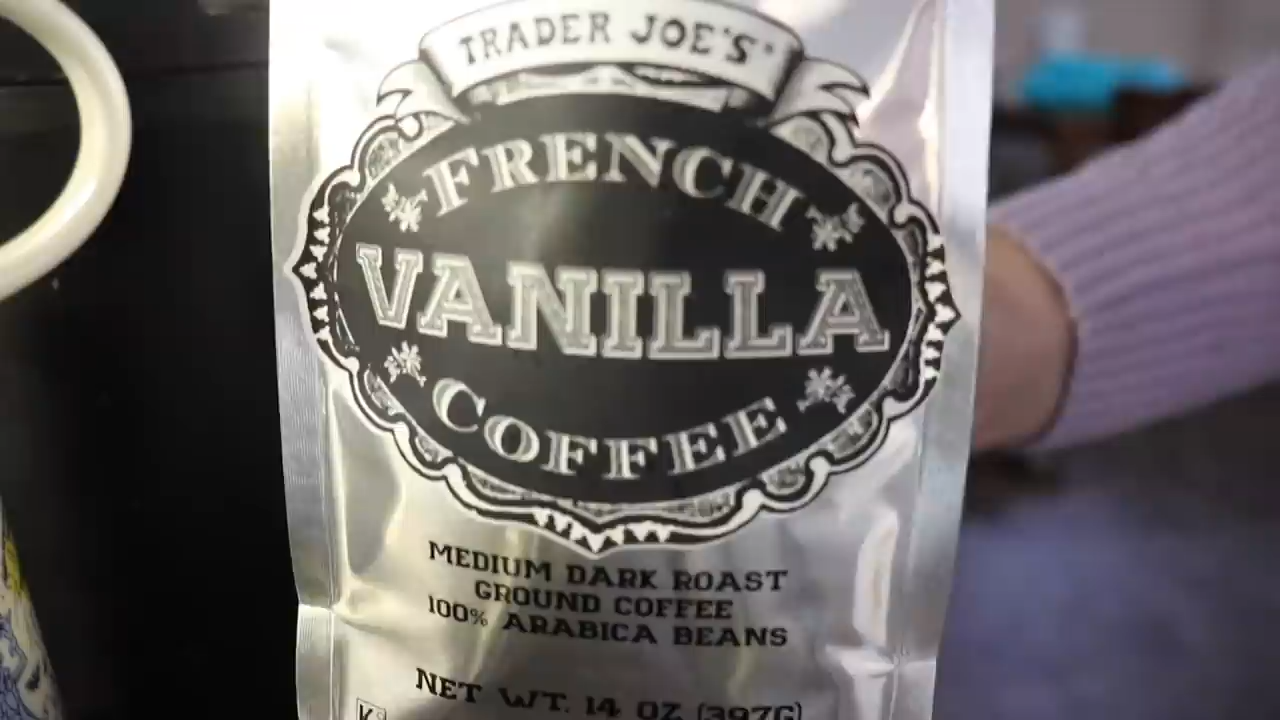 TRADER JOE'S®
FRENCH
VANILLA
COFFEE
MEDIUM DARK ROAST
GROUND COFFEE
100% ARABICA BEANS
NET WT. 14 OZ (397G)
K